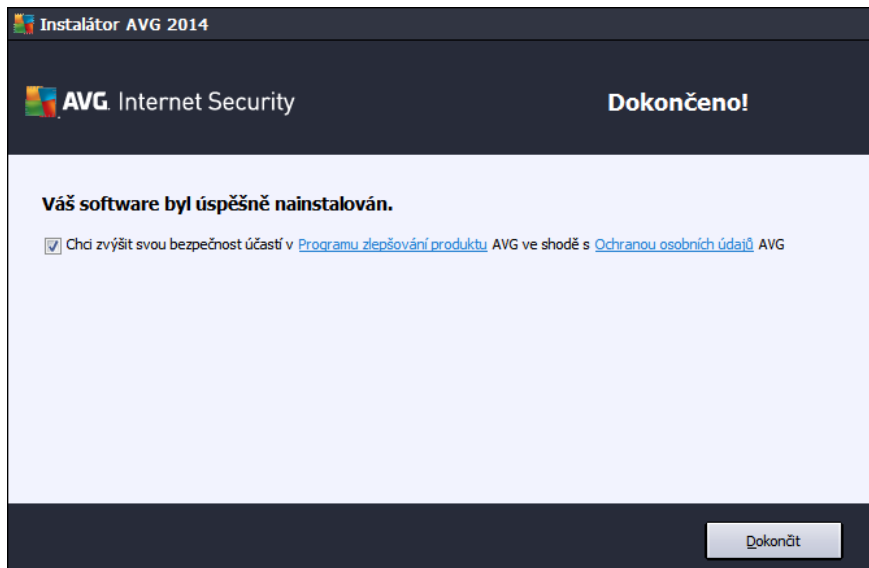 Instalátor AVG 2014
AVG. Internet Security
Dokončeno!
Váš software byl úspěšně nainstalován.
Chci zvýšit svou bezpečnost účastí v Programu zlepšování produktu AVG ve shodě s Ochranou osobních údajů AVG
Dokončit